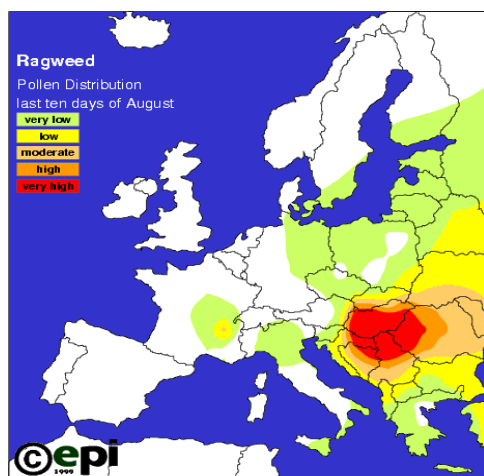 Ragweed
Pollen Distribution
last ten days of August
very low
low
moderate
high
very high
©epi
1999